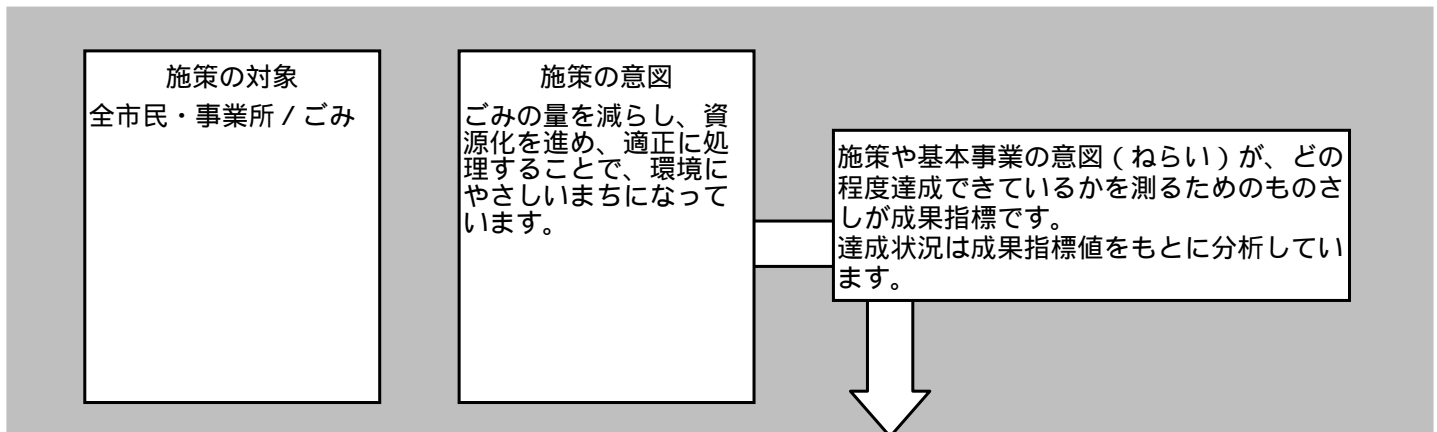 施策の対象
全市民・事業所/ごみ
施策の意図
ごみの量を減らし、資
源化を進め、適正に処
理することで、環境に
やさしいまちになって
います。
施策や基本事業の意図(ねらい)が、どの
程度達成できているかを測るためのものさ
しが成果指標です。
達成状況は成果指標値をもとに分析してい
ます。